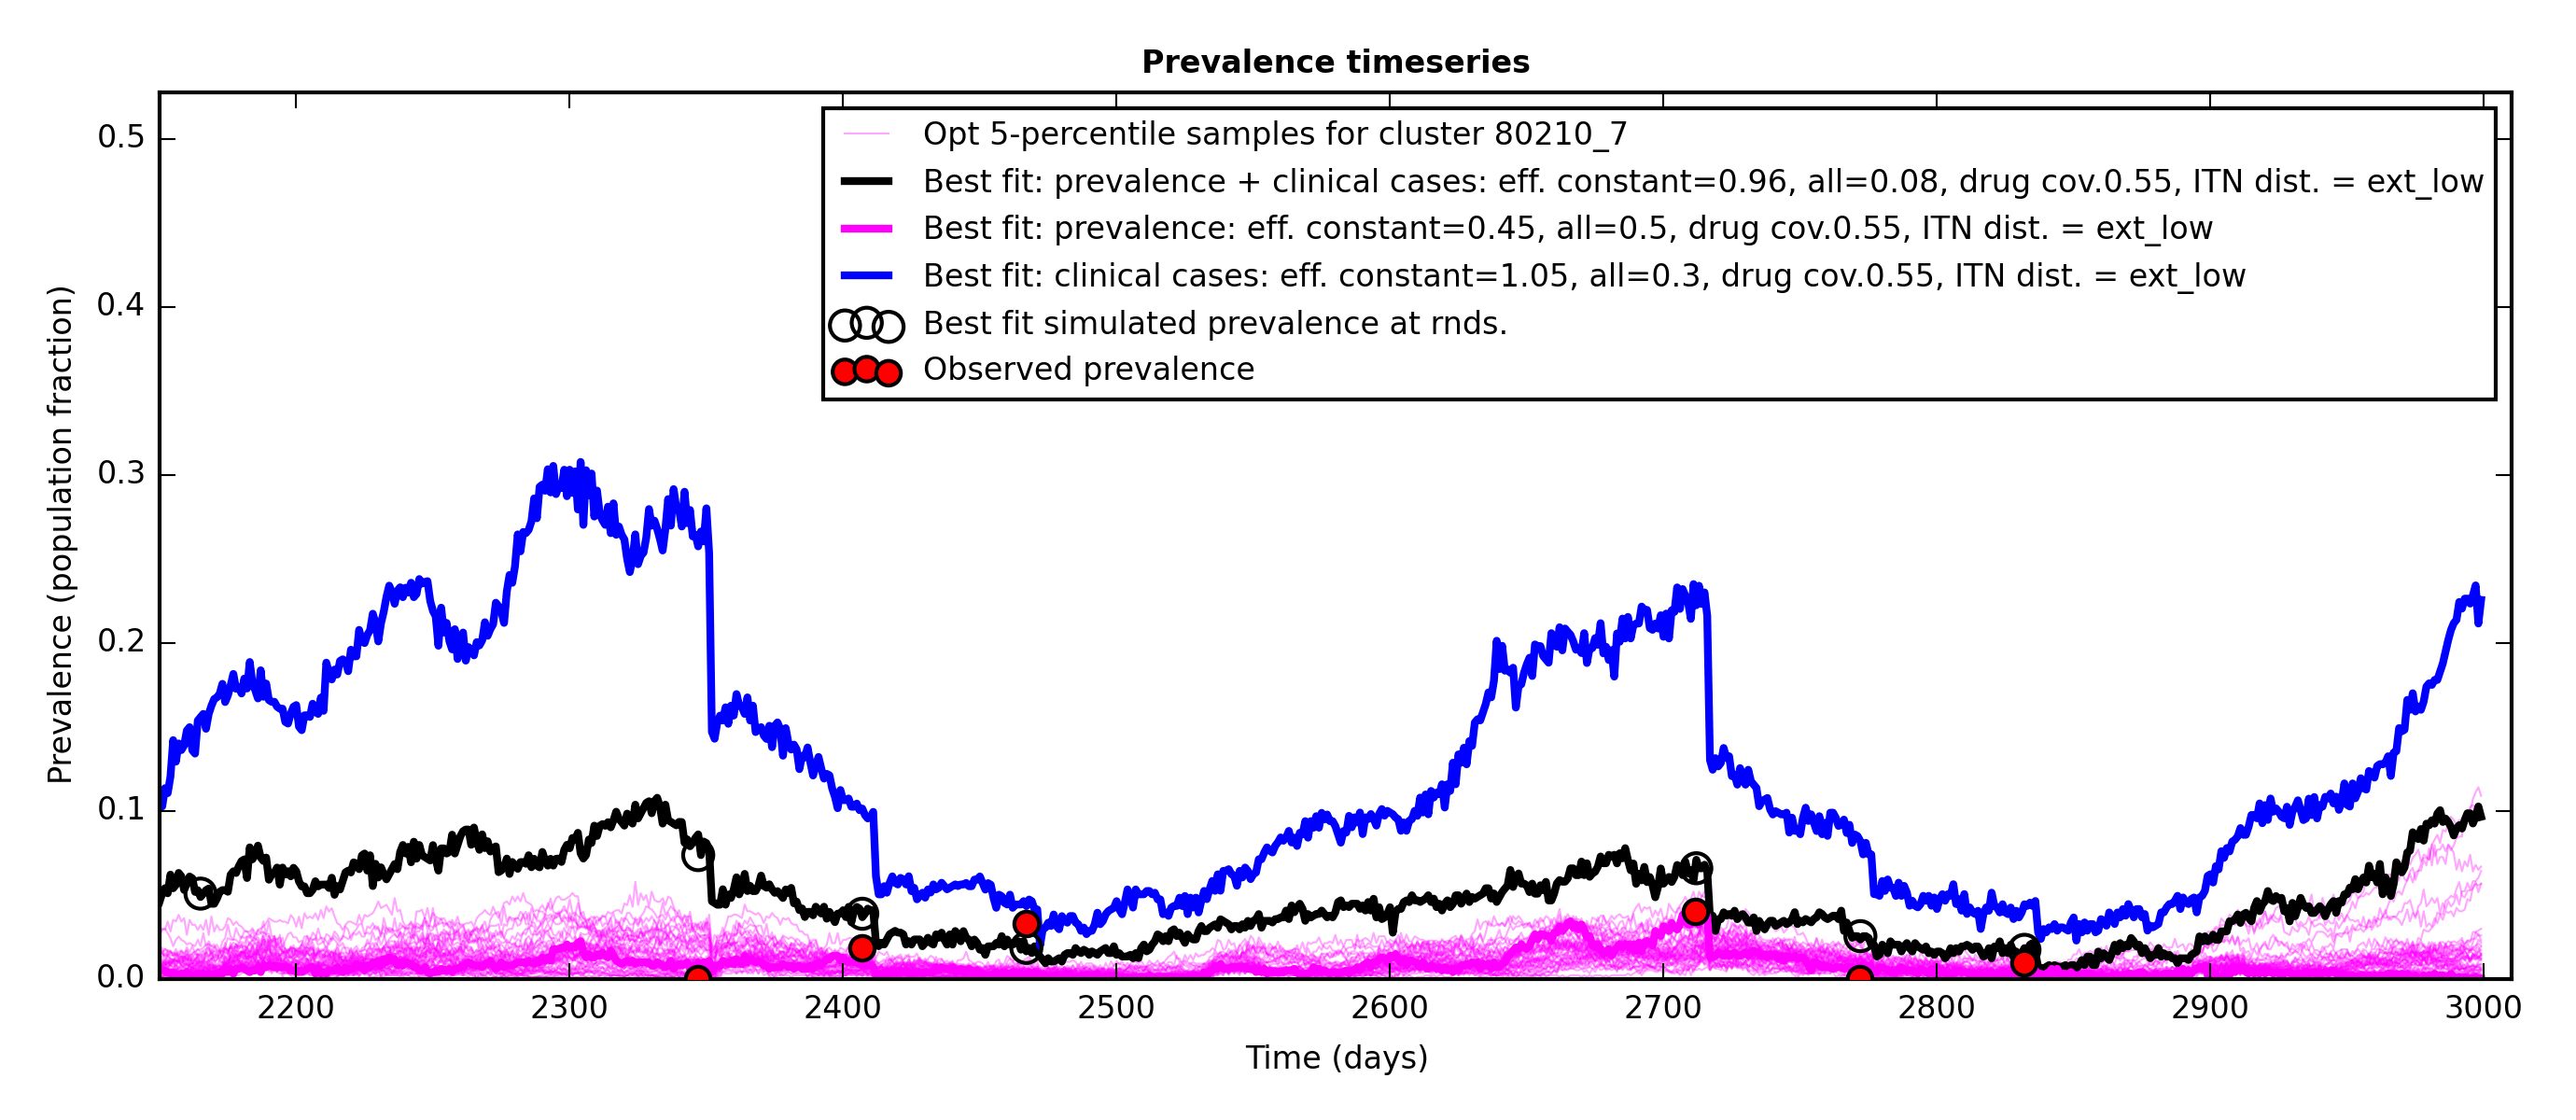 Prevalence timeseries
Opt 5-percentile samples for cluster 80210_7
Best fit: prevalence + clinical cases: eff. constant=0.96, all=0.08, drug cov.0.55, ITN dist. = ext_low
Best fit: prevalence: eff. constant=0.45, all=0.5, drug cov.0.55, ITN dist. = ext_low
Best fit: clinical cases: eff. constant=1.05, all=0.3, drug cov.0.55, ITN dist. = ext_low
Best fit simulated prevalence at rnds.
Observed prevalence
Prevalence (population fraction)
0.5
0.4
0.3
0.2
0.1
0.0
2200 2300 2400 2500 2600 2700 2800 2900 3000
Time (days)